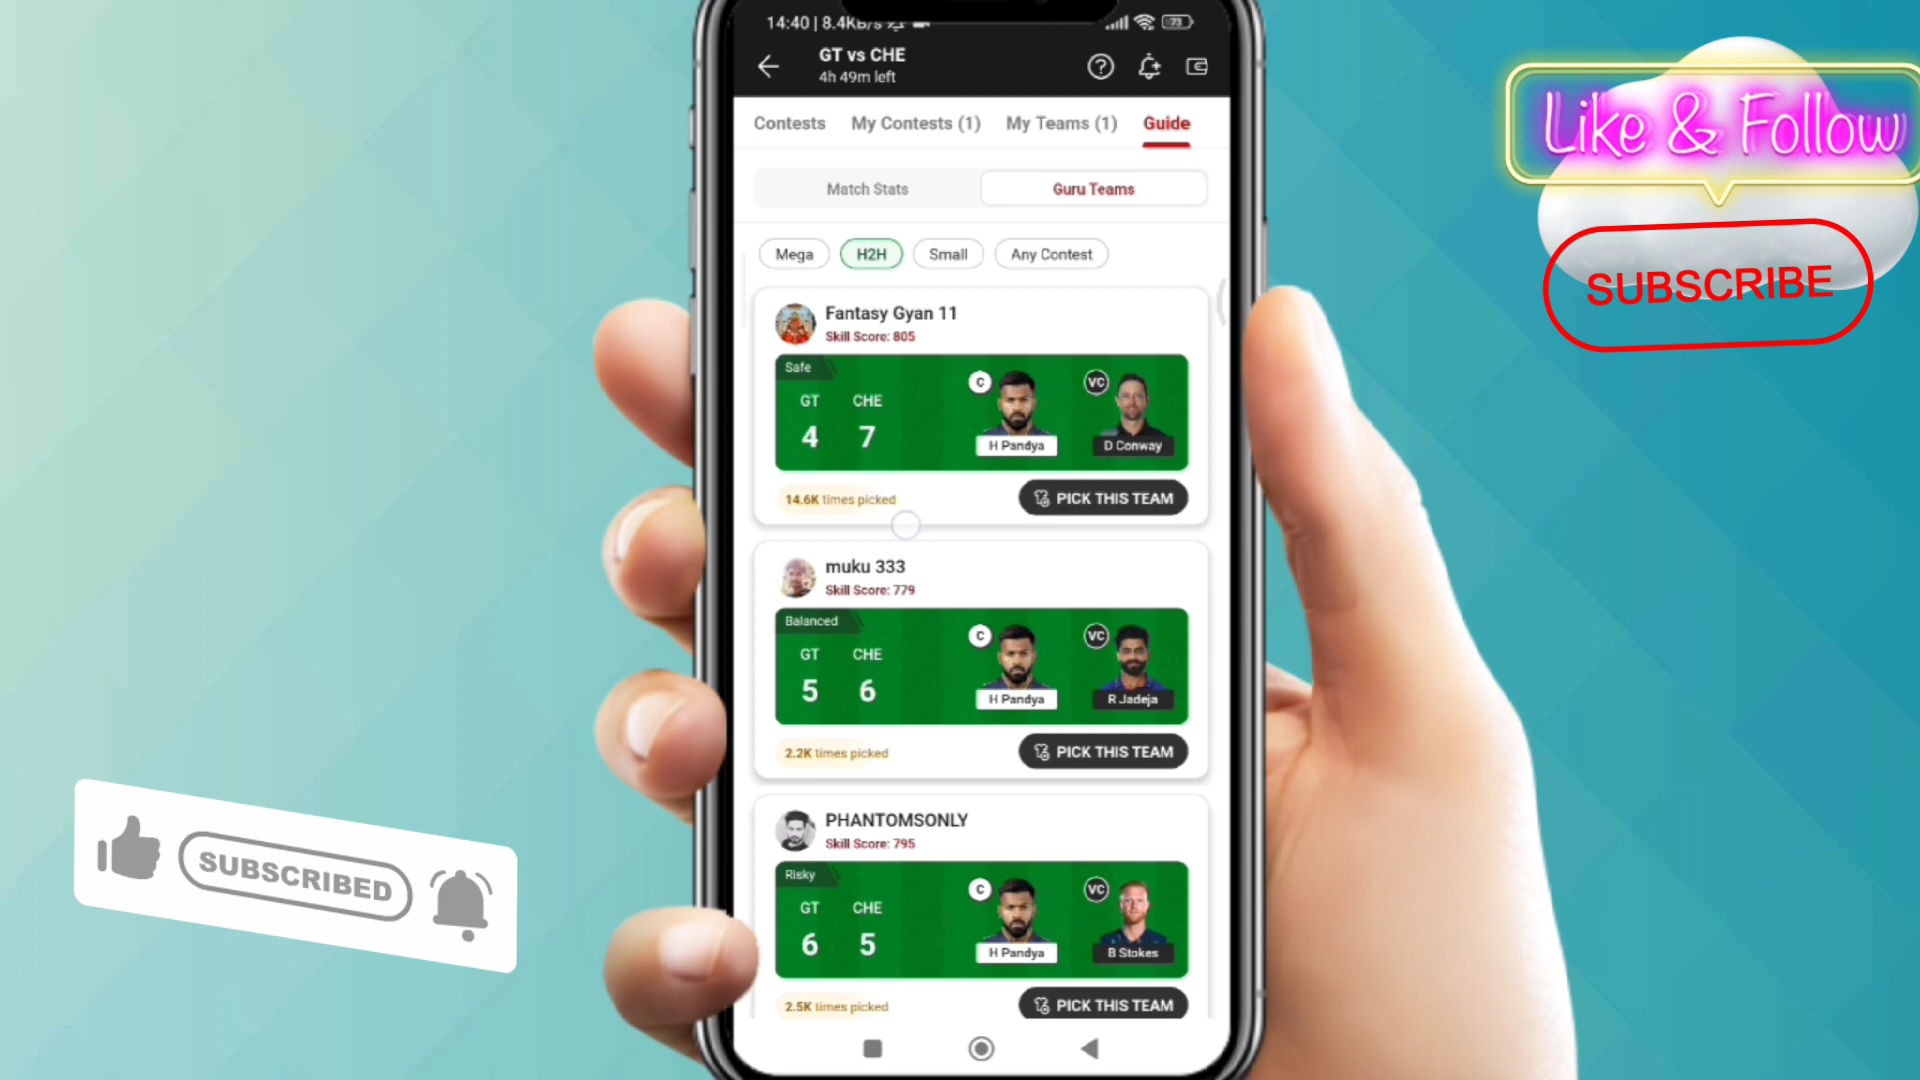 14:40 | 8.4KB/s
73
GT vs CHE
4h 49m left
Contests My Contests (1) My Teams (1) Guide
Match Stats Guru Teams
Mega H2H Small Any Contest
Fantasy Gyan 11
Skill Score: 805
Safe
C VC
GT CHE
4 7
H Pandya D Conway
14.6K times picked PICK THIS TEAM
muku 333
Skill Score: 779
Balanced
C VC
GT CHE
5 6
H Pandya R Jadeja
2.2K times picked PICK THIS TEAM
PHANTOMSONLY
Skill Score: 795
Risky
C VC
GT CHE
6 5
H Pandya B Stokes
2.5K times picked PICK THIS TEAM
Like & Follow
SUBSCRIBE
SUBSCRIBED